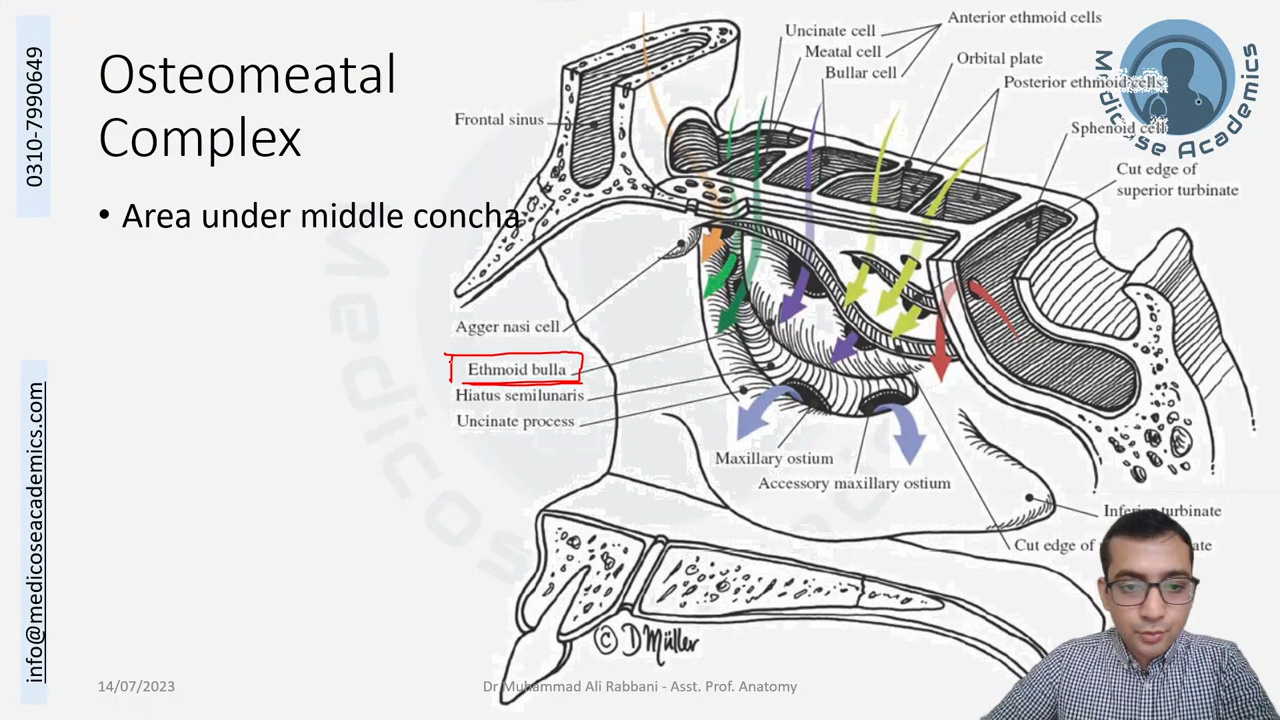 0310-7990649
info@medicoseacademics.com
Osteomeatal
Complex
• Area under middle concha
Frontal sinus
Uncinate cell
Meatal cell
Bullar cell
Anterior ethmoid cells
Orbital plate
Posterior ethmoid cells
Sphenoid cell
Cut edge of
superior turbinate
Medicose Academics
Agger nasi cell
Ethmoid bulla
Hiatus semilunaris
Uncinate process
Maxillary ostium
Accessory maxillary ostium
Inferior turbinate
Cut edge of
© D Müller
14/07/2023
Dr Muhammad Ali Rabbani - Asst. Prof. Anatomy